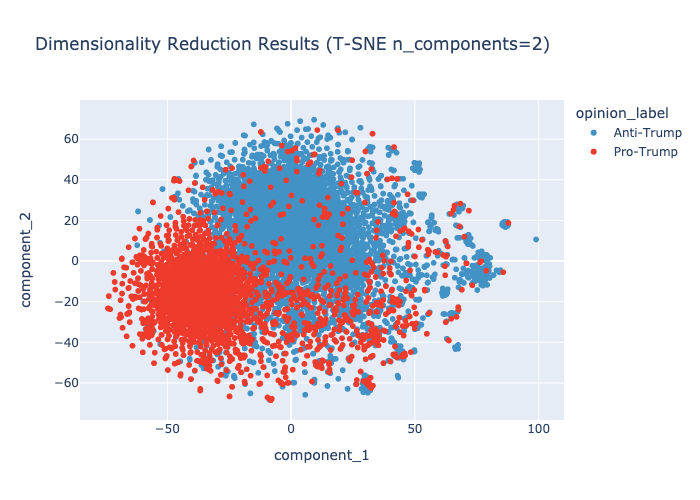 Dimensionality Reduction Results (T-SNE n_components=2)
opinion_label
Anti-Trump
Pro-Trump
component_2
60
40
20
0
−20
−40
−60
−50
0
50
100
component_1